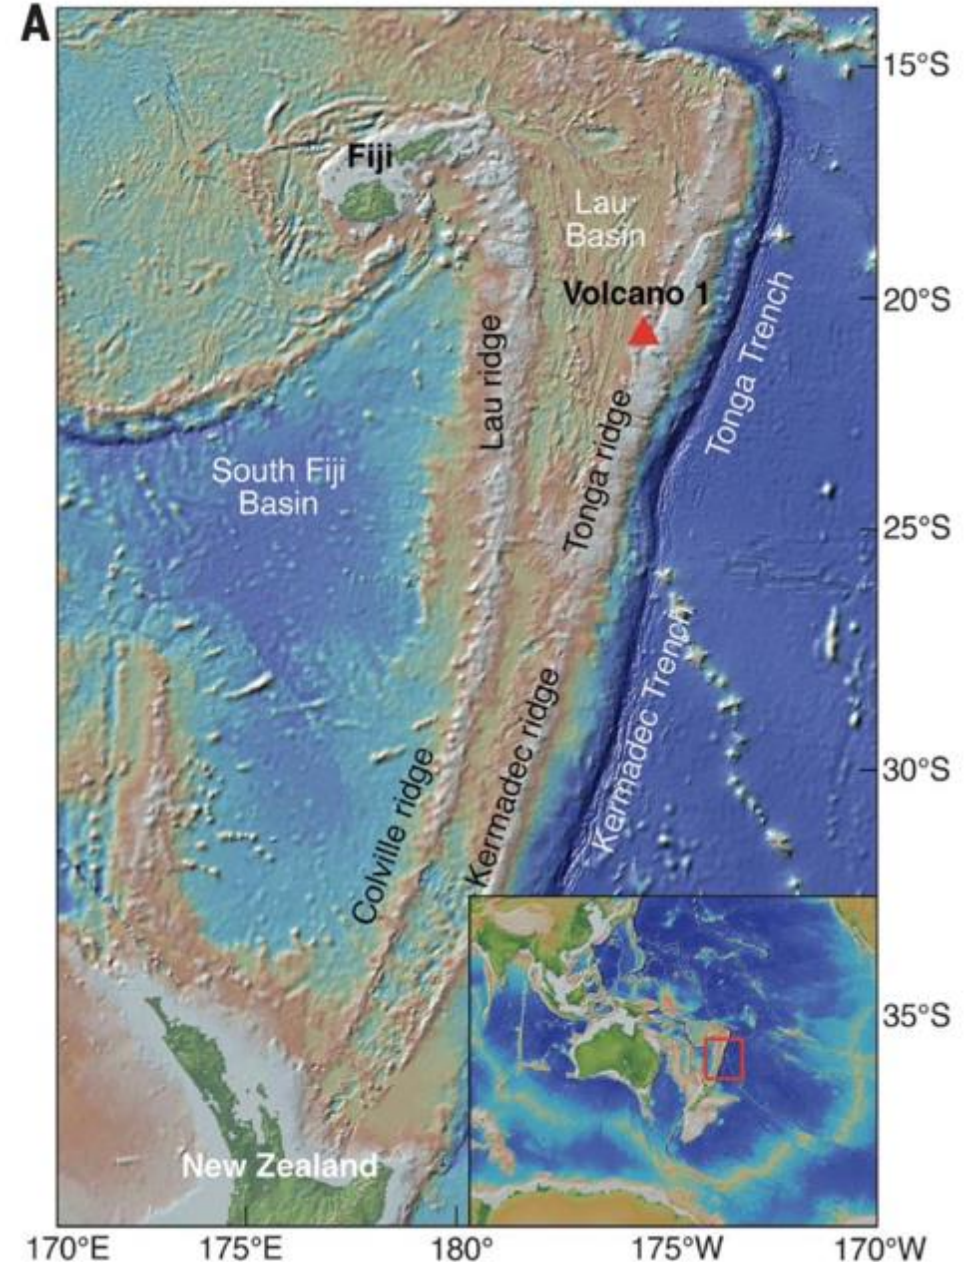 A
15°S
Fiji
Lau
Basin
Volcano 1
20°S
Lau ridge
Tonga Trench
Tonga ridge
South Fiji
Basin
25°S
Kermadec Trench
Kermadec ridge
Colville ridge
30°S
35°S
New Zealand
170°E
175°E
180°
175°W
170°W